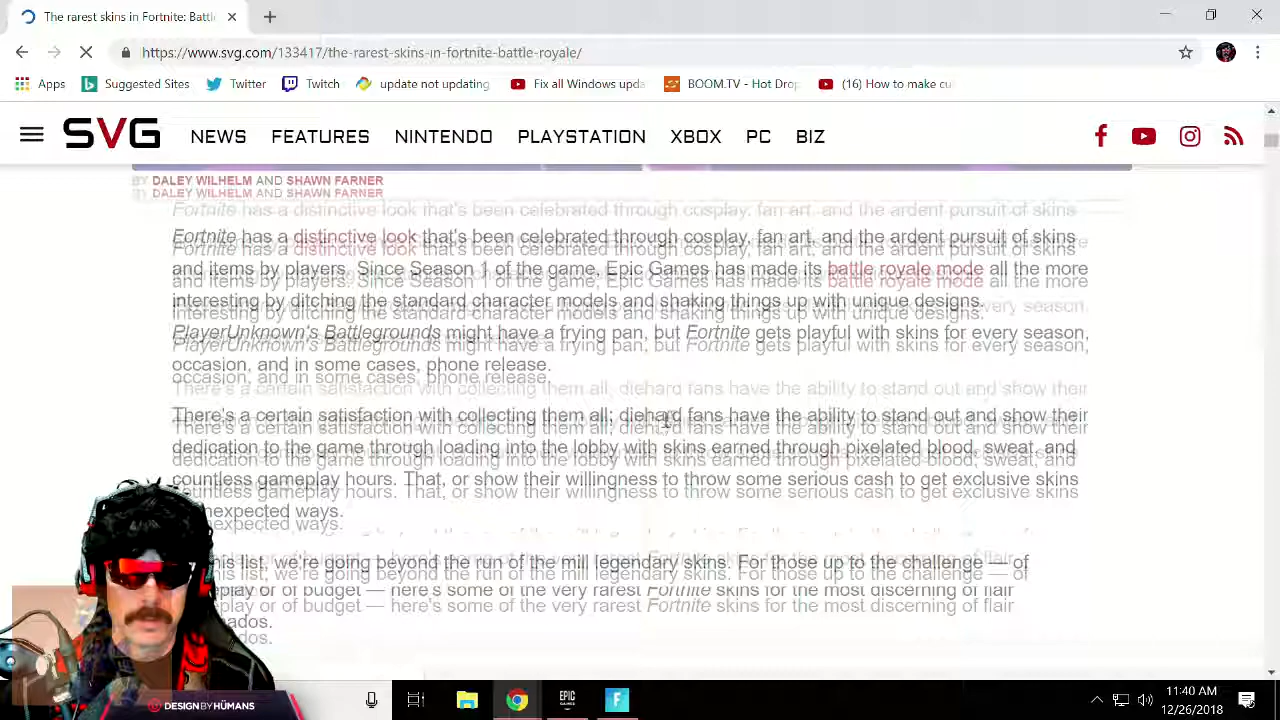 The rarest skins in Fortnite: Battl
https://www.svg.com/133417/the-rarest-skins-in-fortnite-battle-royale/
Apps Suggested Sites Twitter Twitch update not updating Fix all Windows upda BOOM.TV - Hot Drop (16) How to make cu
SVG NEWS FEATURES NINTENDO PLAYSTATION XBOX PC BIZ
BY DALEY WILHELM AND SHAWN FARNER
Fortnite has a distinctive look that's been celebrated through cosplay, fan art, and the ardent pursuit of skins
and items by players. Since Season 1 of the game, Epic Games has made its battle royale mode all the more
interesting by ditching the standard character models and shaking things up with unique designs.
PlayerUnknown's Battlegrounds might have a frying pan, but Fortnite gets playful with skins for every season,
occasion, and in some cases, phone release.
There's a certain satisfaction with collecting them all; diehard fans have the ability to stand out and show their
dedication to the game through loading into the lobby with skins earned through pixelated blood, sweat, and
countless gameplay hours. That, or show their willingness to throw some serious cash to get exclusive skins
nexpected ways.
his list, we're going beyond the run of the mill legendary skins. For those up to the challenge — of
play or of budget — here's some of the very rarest Fortnite skins for the most discerning of flair
nados.
DESIGN BY HÜMANS
EPIC GAMES
F
11:40 AM
12/26/2018